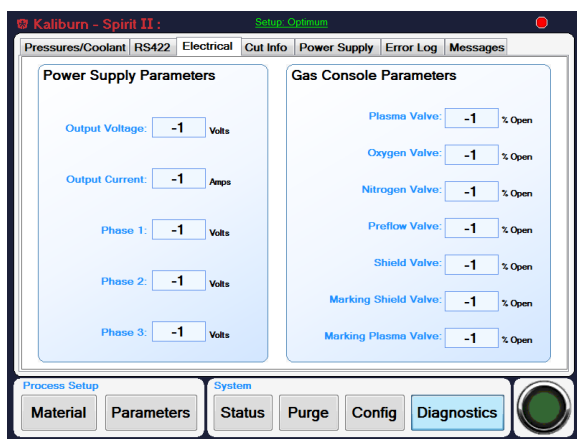 Kaliburn - Spirit II :
Setup: Optimum
Pressures/Coolant RS422 Electrical Cut Info Power Supply Error Log Messages
Power Supply Parameters
Output Voltage: -1 Volts
Output Current: -1 Amps
Phase 1: -1 Volts
Phase 2: -1 Volts
Phase 3: -1 Volts
Gas Console Parameters
Plasma Valve: -1 % Open
Oxygen Valve: -1 % Open
Nitrogen Valve: -1 % Open
Preflow Valve: -1 % Open
Shield Valve: -1 % Open
Marking Shield Valve: -1 % Open
Marking Plasma Valve: -1 % Open
Process Setup
Material Parameters
System
Status Purge Config Diagnostics